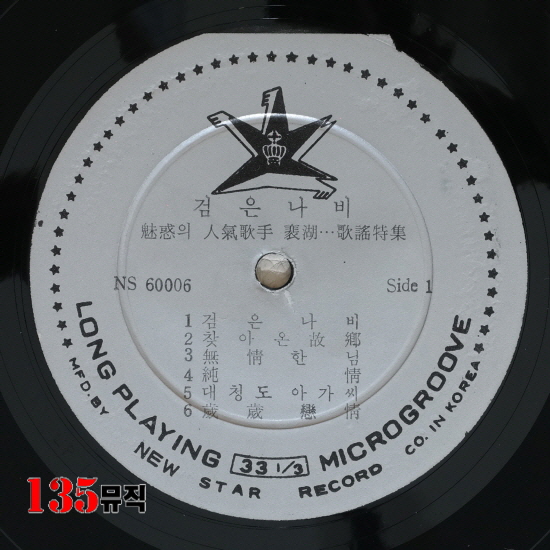 검은나비
魅惑의 人氣歌手 裵湖…歌謠特集
NS 60006
Side 1
1 검은나비
2 찾아온故鄕
3 無情한님
4 純情
5 대청도아가씨
6 歲歲戀情
LONG PLAYING 33 1/3 MICROGROOVE
MFD. BY NEW STAR RECORD CO. IN KOREA
135뮤직